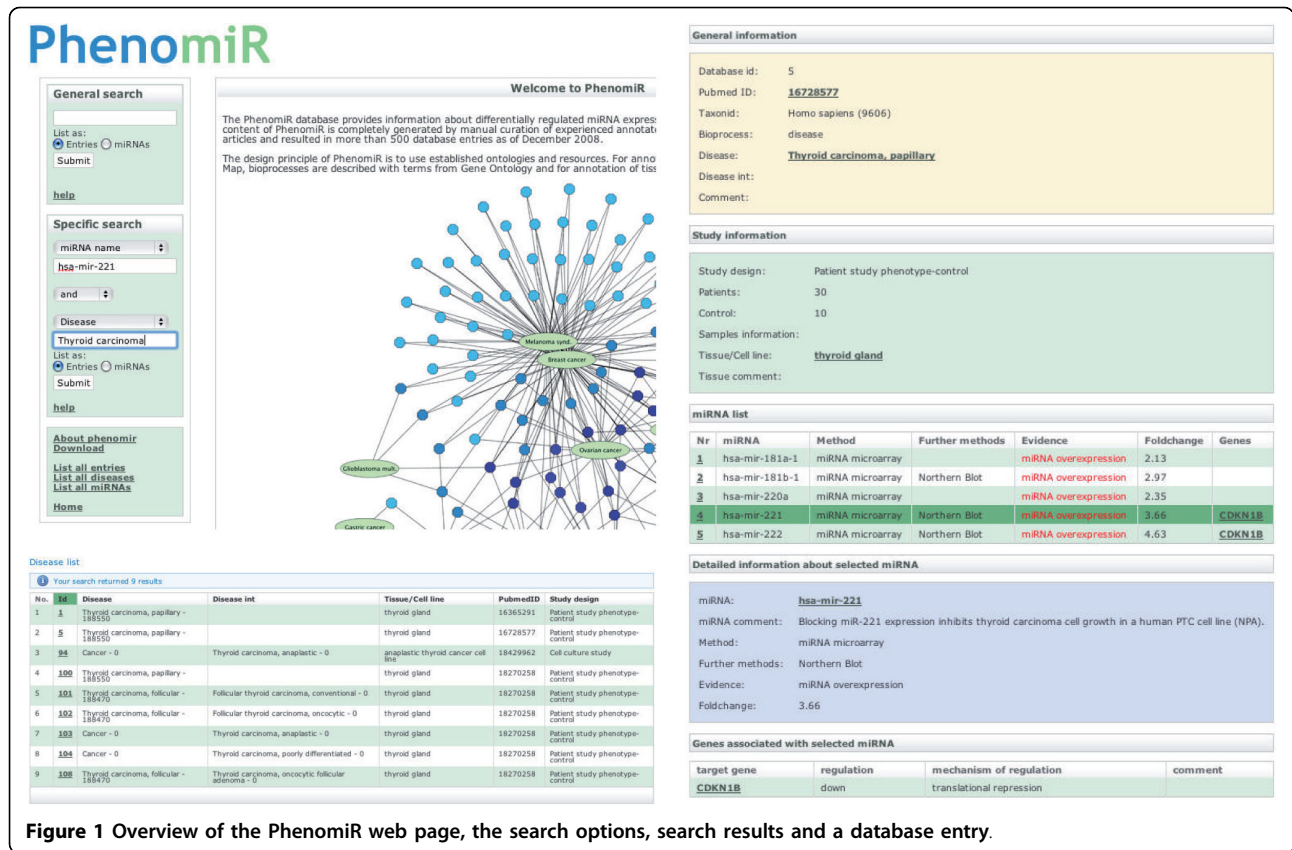 PhenomiR
General search
List as:
Entries miRNAs
Submit
help
Specific search
miRNA name
hsa-mir-221
and
Disease
Thyroid carcinoma
List as:
Entries miRNAs
Submit
help
About phenomir
Download
List all entries
List all diseases
List all miRNAs
Home
Welcome to PhenomiR
The PhenomiR database provides information about differentially regulated miRNA express
content of PhenomiR is completely generated by manual curation of experienced annotat
articles and resulted in more than 500 database entries as of December 2008.
The design principle of PhenomiR is to use established ontologies and resources. For anno
Map, bioprocesses are described with terms from Gene Ontology and for annotation of tiss
Melanoma synd.
Breast cancer
Ovarian cancer
Glioblastoma mult.
Gastric cancer
Disease list
Your search returned 9 results
No. Id Disease Disease int Tissue/Cell line PubmedID Study design
1 1 Thyroid carcinoma, papillary - 188550 thyroid gland 16365291 Patient study phenotype-control
2 5 Thyroid carcinoma, papillary - 188550 thyroid gland 16728577 Patient study phenotype-control
3 94 Cancer - 0 Thyroid carcinoma, anaplastic - 0 anaplastic thyroid cancer cell line 18429962 Cell culture study
4 100 Thyroid carcinoma, papillary - 188550 thyroid gland 18270258 Patient study phenotype-control
5 101 Thyroid carcinoma, follicular - 188470 Follicular thyroid carcinoma, conventional - 0 thyroid gland 18270258 Patient study phenotype-control
6 102 Thyroid carcinoma, follicular - 188470 Follicular thyroid carcinoma, oncocytic - 0 thyroid gland 18270258 Patient study phenotype-control
7 103 Cancer - 0 Thyroid carcinoma, anaplastic - 0 thyroid gland 18270258 Patient study phenotype-control
8 104 Cancer - 0 Thyroid carcinoma, poorly differentiated - 0 thyroid gland 18270258 Patient study phenotype-control
9 108 Thyroid carcinoma, follicular - 188470 Thyroid carcinoma, oncocytic follicular adenoma - 0 thyroid gland 18270258 Patient study phenotype-control
General information
Database id: 5
Pubmed ID: 16728577
Taxonid: Homo sapiens (9606)
Bioprocess: disease
Disease: Thyroid carcinoma, papillary
Disease int:
Comment:
Study information
Study design: Patient study phenotype-control
Patients: 30
Control: 10
Samples information:
Tissue/Cell line: thyroid gland
Tissue comment:
miRNA list
Nr miRNA Method Further methods Evidence Foldchange Genes
1 hsa-mir-181a-1 miRNA microarray miRNA overexpression 2.13
2 hsa-mir-181b-1 miRNA microarray Northern Blot miRNA overexpression 2.97
3 hsa-mir-220a miRNA microarray miRNA overexpression 2.35
4 hsa-mir-221 miRNA microarray Northern Blot miRNA overexpression 3.66 CDKN1B
5 hsa-mir-222 miRNA microarray Northern Blot miRNA overexpression 4.63 CDKN1B
Detailed information about selected miRNA
miRNA: hsa-mir-221
miRNA comment: Blocking miR-221 expression inhibits thyroid carcinoma cell growth in a human PTC cell line (NPA).
Method: miRNA microarray
Further methods: Northern Blot
Evidence: miRNA overexpression
Foldchange: 3.66
Genes associated with selected miRNA
target gene regulation mechanism of regulation comment
CDKN1B down translational repression
Figure 1 Overview of the PhenomiR web page, the search options, search results and a database entry.